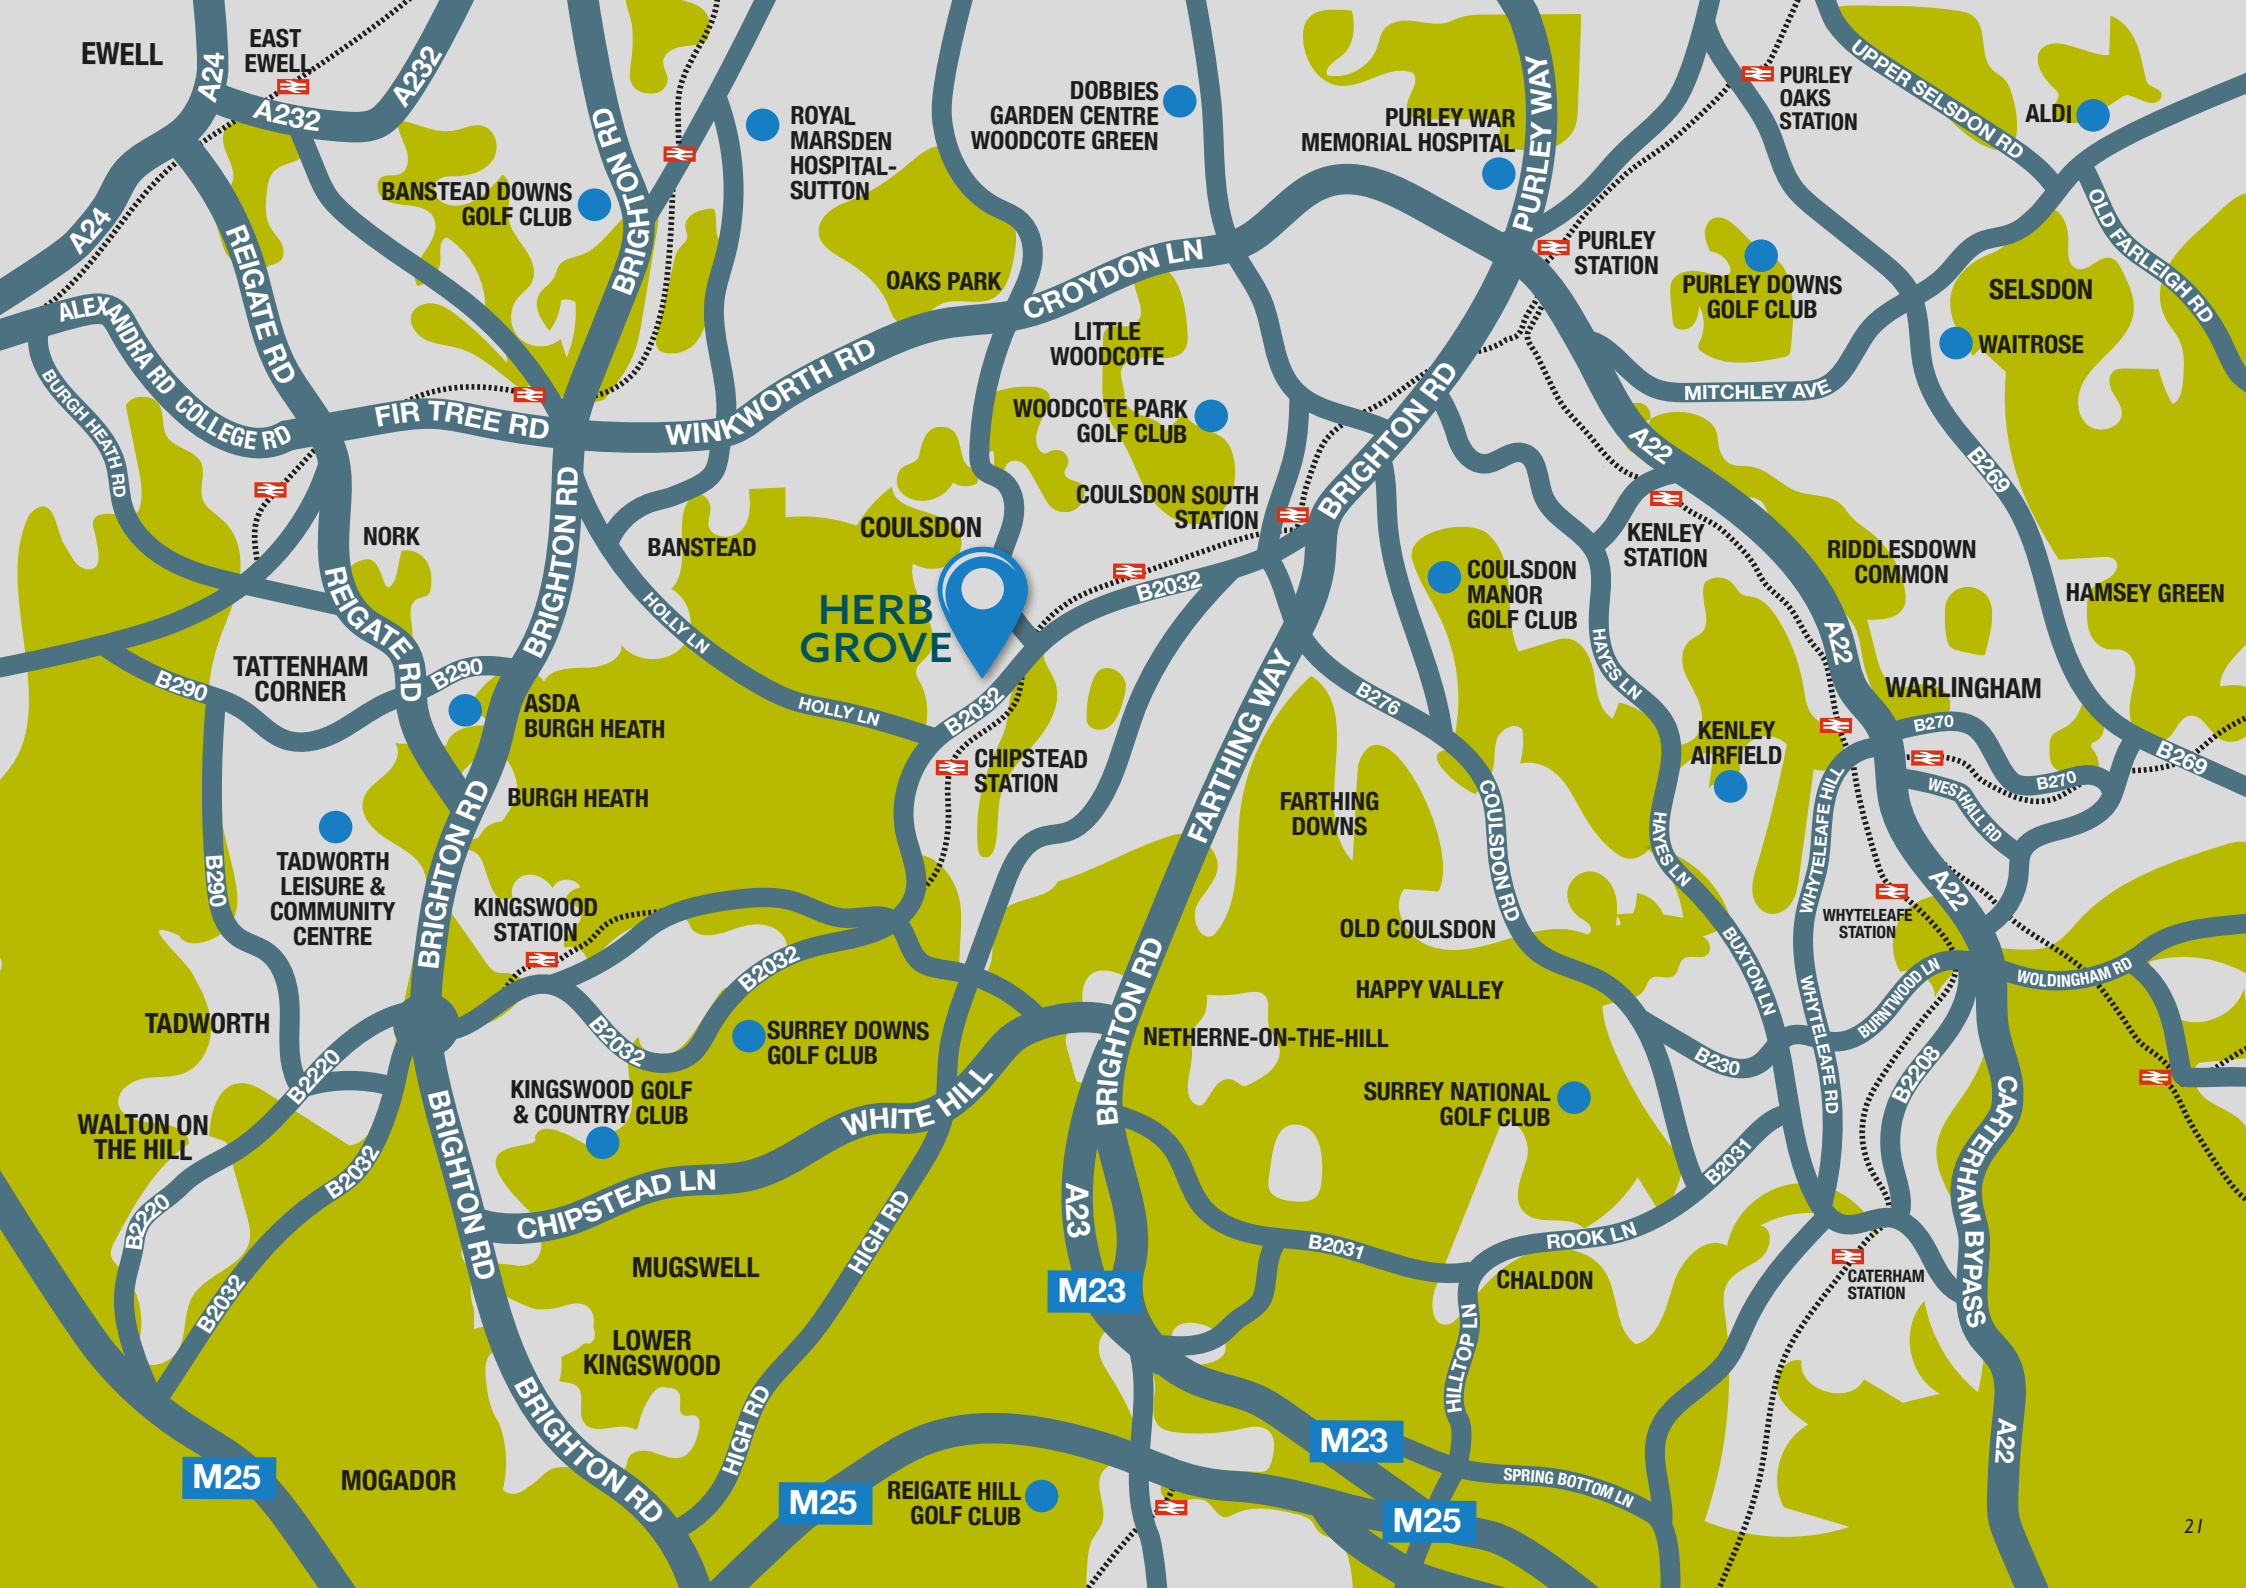 EWELL
EAST
EWELL
A24
A232
A232
A24
BRIGHTON RD
BRIGHTON RD
ROYAL
MARSDEN
HOSPITAL-
SUTTON
BANSTEAD DOWNS
GOLF CLUB
DOBBIES
GARDEN CENTRE
WOODCOTE GREEN
PURLEY WAR
MEMORIAL HOSPITAL
PURLEY WAY
PURLEY WAY
PURLEY
OAKS
STATION
UPPER SELSDON RD
ALDI
OLD FARLEIGH RD
PURLEY
STATION
PURLEY DOWNS
GOLF CLUB
SELSDON
WAITROSE
MITCHLEY AVE
OAKS PARK
CROYDON LN
LITTLE
WOODCOTE
REIGATE RD
ALEXANDRA RD
COLLEGE RD
BURGH HEATH RD
FIR TREE RD
WINKWORTH RD
WOODCOTE PARK
GOLF CLUB
BRIGHTON RD
A22
B269
COULSDON SOUTH
STATION
COULSDON
NORK
BANSTEAD
BRIGHTON RD
BRIGHTON RD
KENLEY
STATION
RIDDLESDOWN
COMMON
HAMSEY GREEN
COULSDON
MANOR
GOLF CLUB
B2032
HERB
GROVE
REIGATE RD
HOLLY LN
HOLLY LN
HAYES LN
A22
TATTENHAM
CORNER
B290
B290
ASDA
BURGH HEATH
B2032
B276
WARLINGHAM
B270
B269
B270
KENLEY
AIRFIELD
CHIPSTEAD
STATION
FARTHING WAY
FARTHING
DOWNS
COULSDON RD
HAYES LN
WHYTELEAFE HILL
WESTHALL RD
BURGH HEATH
TADWORTH
LEISURE &
COMMUNITY
CENTRE
B290
BRIGHTON RD
KINGSWOOD
STATION
OLD COULSDON
WHYTELEAFE
STATION
A22
BUXTON LN
BURNTWOOD LN
WOLDINGHAM RD
B2032
BRIGHTON RD
HAPPY VALLEY
WHYTELEAFE RD
TADWORTH
B2032
SURREY DOWNS
GOLF CLUB
NETHERNE-ON-THE-HILL
B230
B2208
B2220
KINGSWOOD GOLF
& COUNTRY CLUB
WHITE HILL
BRIGHTON RD
SURREY NATIONAL
GOLF CLUB
CARTERHAM BYPASS
WALTON ON
THE HILL
B2032
BRIGHTON RD
CHIPSTEAD LN
B2031
B2220
HIGH RD
A23
B2031
ROOK LN
MUGSWELL
CHALDON
CATERHAM
STATION
M23
B2032
LOWER
KINGSWOOD
HILLTOP LN
BRIGHTON RD
HIGH RD
M23
A22
M25
MOGADOR
M25
REIGATE HILL
GOLF CLUB
SPRING BOTTOM LN
M25
21